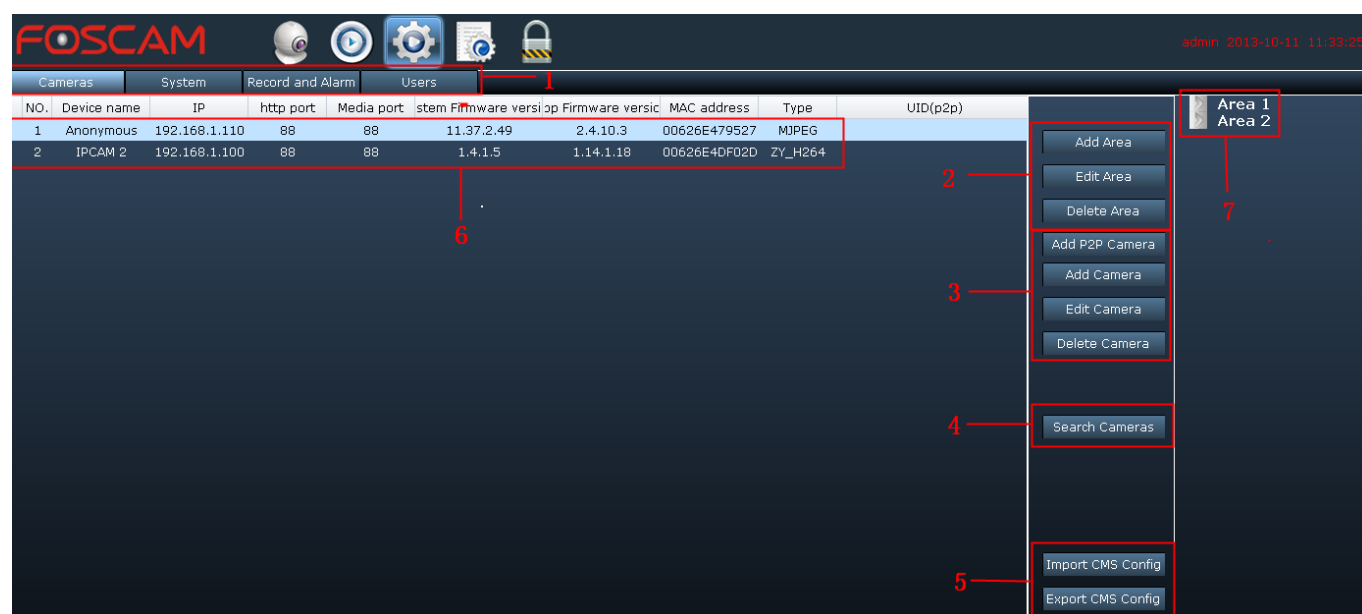 FOSCAM
admin 2013-10-11 11:33:25
Cameras System Record and Alarm Users 1
NO. Device name IP http port Media port stem Firmware versi pp Firmware versic MAC address Type UID(p2p)
1 Anonymous 192.168.1.110 88 88 11.37.2.49 2.4.10.3 00626E479527 MJPEG
2 IPCAM 2 192.168.1.100 88 88 1.4.1.5 1.14.1.18 00626E4DF02D ZY_H264
6
2
Add Area
Edit Area
Delete Area
3
Add P2P Camera
Add Camera
Edit Camera
Delete Camera
4
Search Cameras
5
Import CMS Config
Export CMS Config
Area 1
Area 2
7